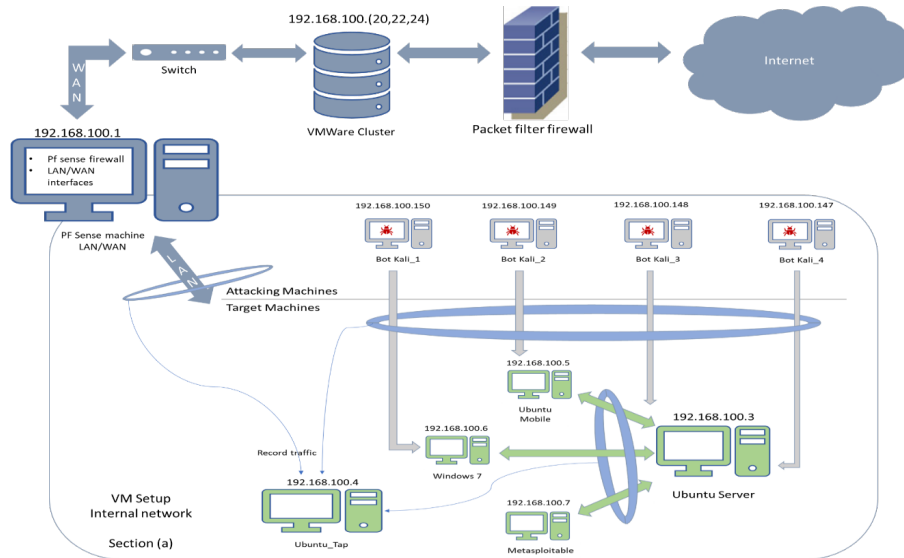 192.168.100.(20,22,24)
WAN
Switch
VMWare Cluster
Packet filter firewall
Internet
192.168.100.1
• Pf sense firewall
• LAN/WAN
interfaces
PF Sense machine
LAN/WAN
LAN
192.168.100.150
192.168.100.149
192.168.100.148
192.168.100.147
Bot Kali_1
Bot Kali_2
Bot Kali_3
Bot Kali_4
Attacking Machines
Target Machines
192.168.100.5
Ubuntu
Mobile
192.168.100.3
Ubuntu Server
192.168.100.6
Windows 7
Record traffic
192.168.100.4
Ubuntu_Tap
192.168.100.7
Metasploitable
VM Setup
Internal network
Section (a)